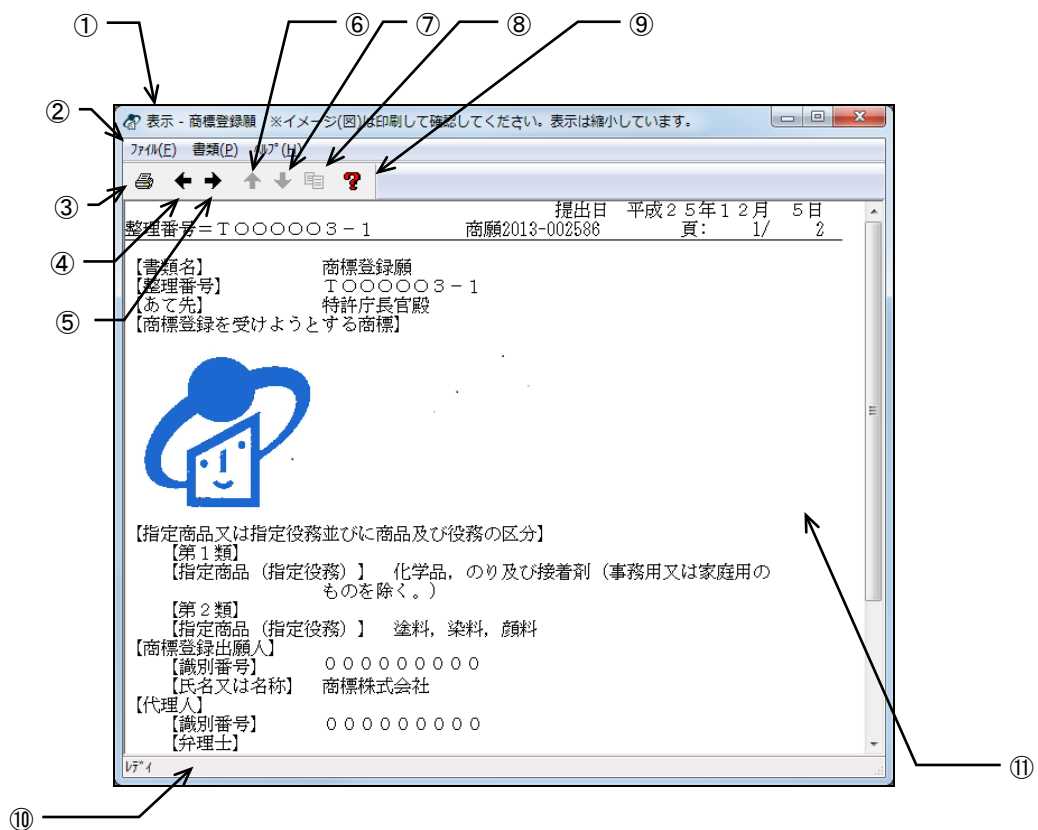 ① ⑥ ⑦ ⑧ ⑨
②
表示 - 商標登録願　※イメージ(図)は印刷して確認してください。表示は縮小しています。
ﾌｧｲﾙ(F) 書類(P) ﾍﾙﾌﾟ(H)
③
提出日　平成２５年１２月　５日
整理番号＝Ｔ○○○○○３－１　商願2013-002586　頁：　1/　2
④
【書類名】　商標登録願
【整理番号】　Ｔ○○○○○３－１
【あて先】　特許庁長官殿
⑤
【商標登録を受けようとする商標】
【指定商品又は指定役務並びに商品及び役務の区分】
【第１類】
【指定商品（指定役務）】　化学品，のり及び接着剤（事務用又は家庭用の
ものを除く。）
【第２類】
【指定商品（指定役務）】　塗料，染料，顔料
【商標登録出願人】
【識別番号】　０００００００００
【氏名又は名称】　商標株式会社
【代理人】
【識別番号】　０００００００００
【弁理士】
ﾚﾃﾞｨ
⑪
⑩